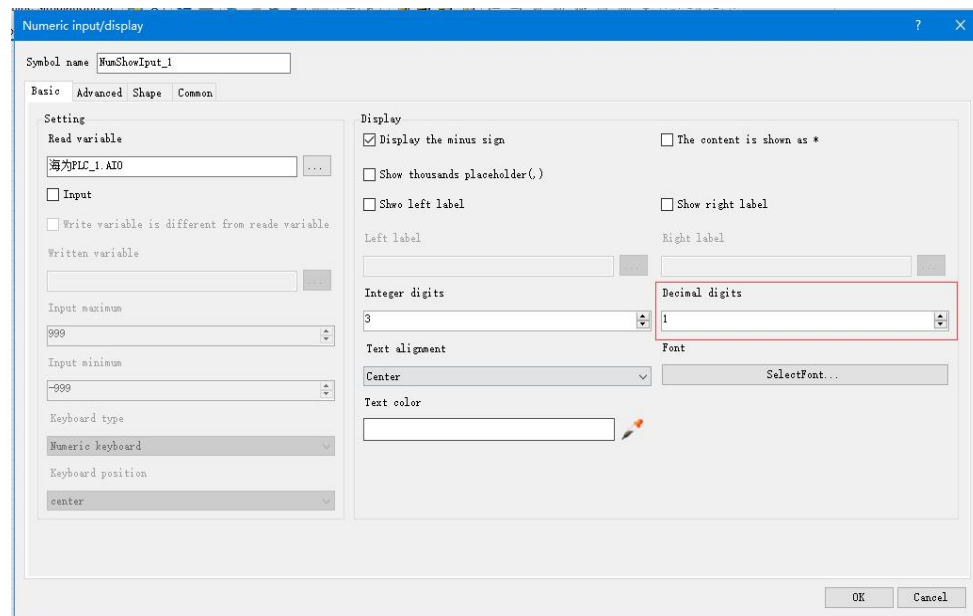 Numeric input/display
Symbol name NumShowIput_1
Basic Advanced Shape Common
Setting
Read variable
海为PLC_1.AI0
...
Input
Write variable is different from reade variable
Written variable
...
Input maximum
999
Input minimum
-999
Keyboard type
Numeric keyboard
Keyboard position
center
Display
Display the minus sign
The content is shown as *
Show thousands placeholder(,)
Shwo left label
Show right label
Left label
Right label
...
...
Integer digits
Decimal digits
3
1
Text alignment
Font
Center
SelectFont...
Text color
OK Cancel